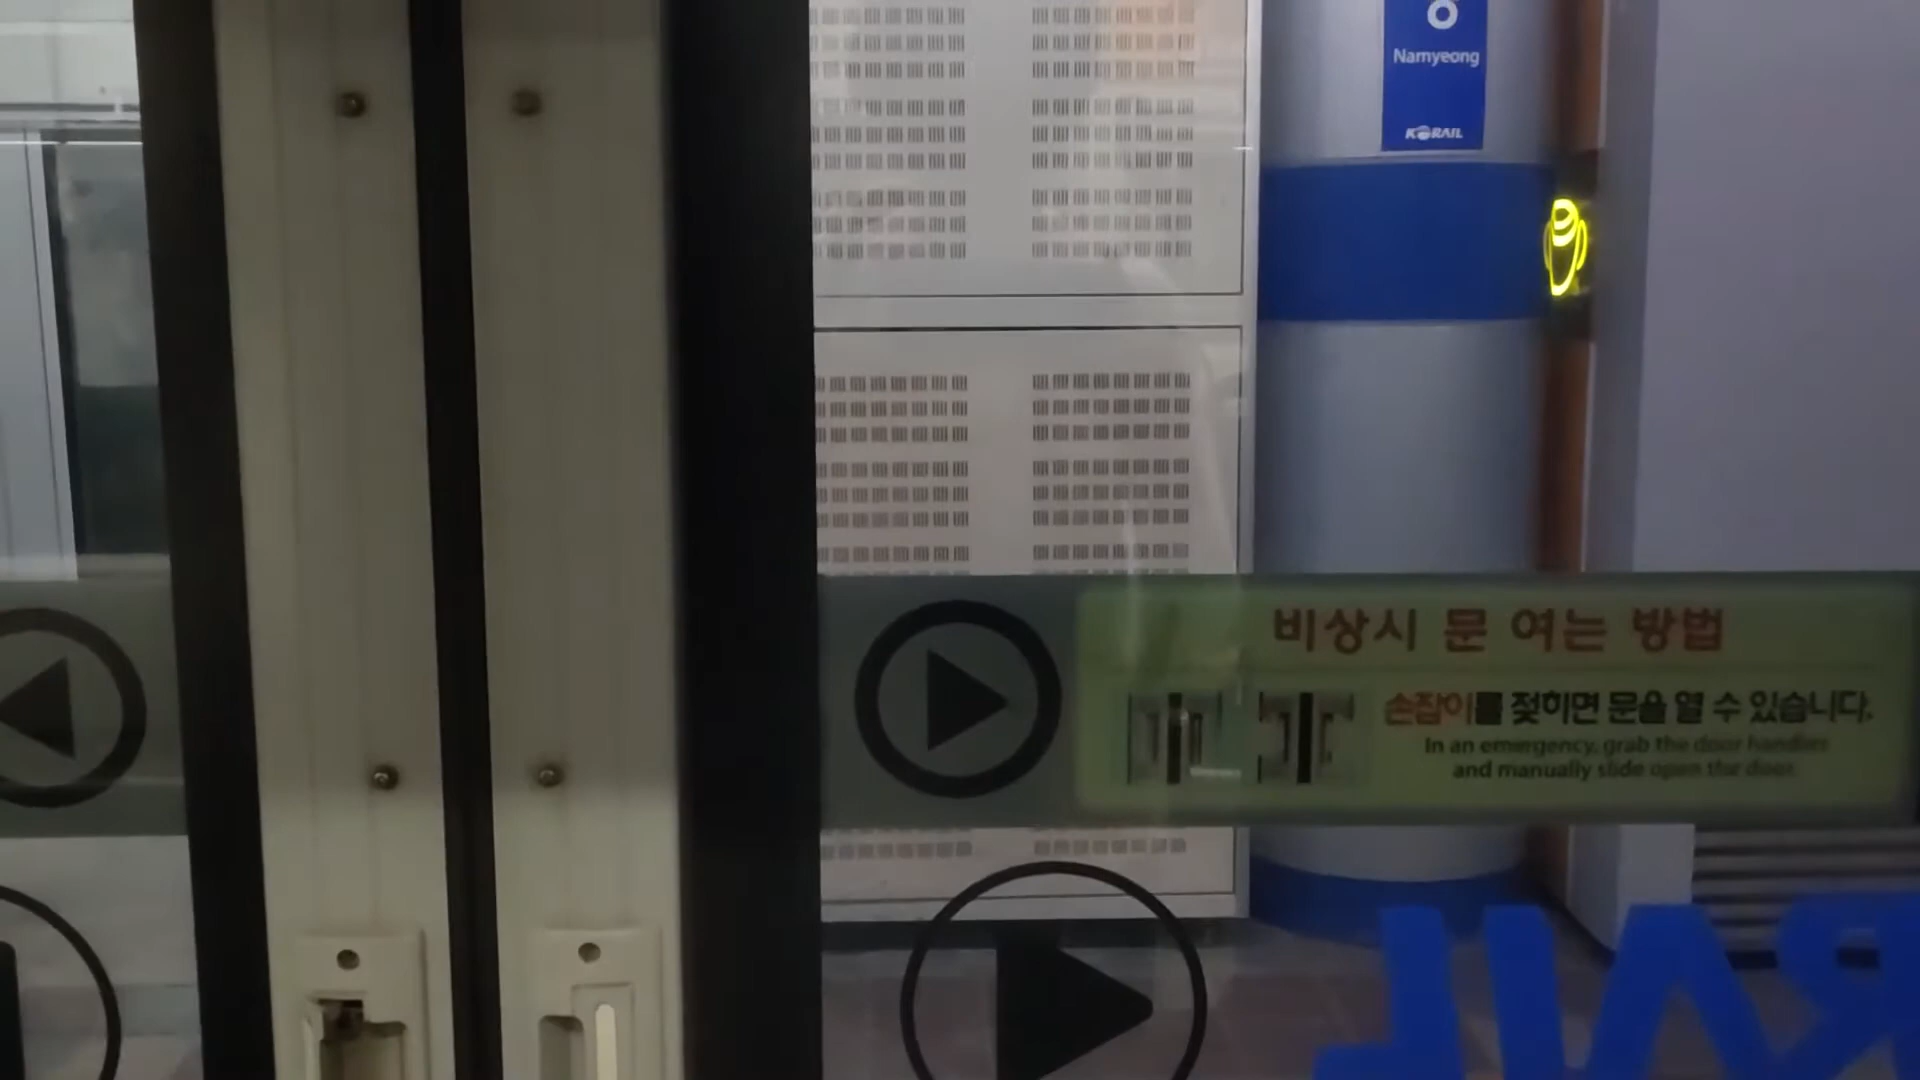 Namyeong
KORAIL
비상시 문 여는 방법
손잡이를 젖히면 문을 열 수 있습니다.
In an emergency, grab the door handles
and manually slide open the door.